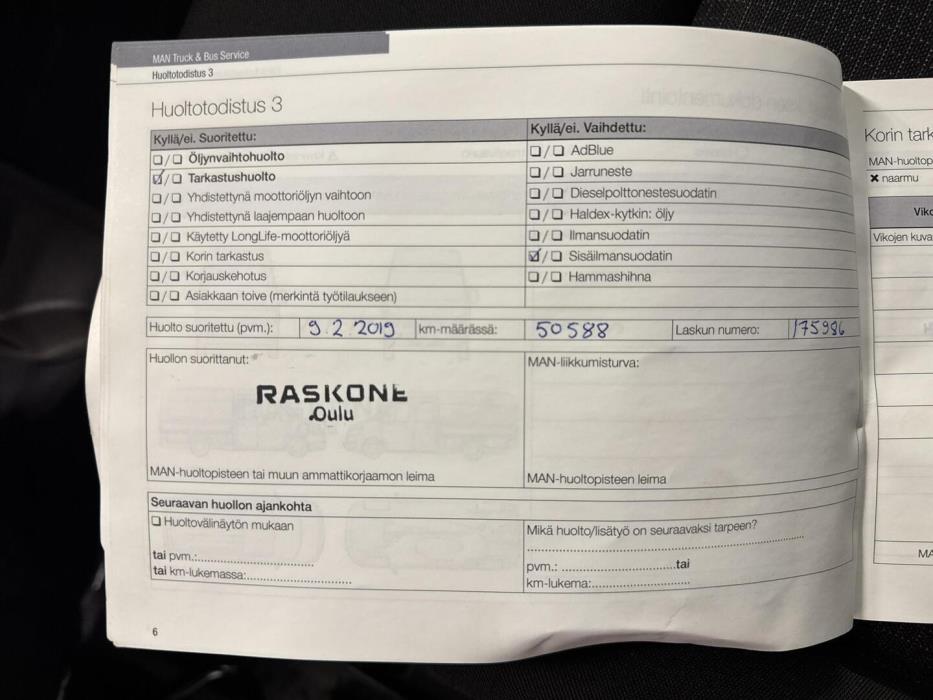 MAN Truck & Bus Service
Huoltotodistus 3
Huoltotodistus 3
Kyllä/ei. Suoritettu:
☐/☐ Öljynvaihtohuolto
☑/☐ Tarkastushuolto
☐/☐ Yhdistettynä moottoriöljyn vaihtoon
☐/☐ Yhdistettynä laajempaan huoltoon
☐/☐ Käytetty LongLife-moottoriöljyä
☐/☐ Korin tarkastus
☐/☐ Korjauskehotus
☐/☐ Asiakkaan toive (merkintä työtilaukseen)
Kyllä/ei. Vaihdettu:
☐/☐ AdBlue
☐/☐ Jarruneste
☐/☐ Dieselpolttonestesuodatin
☐/☐ Haldex-kytkin: öljy
☐/☐ Ilmansuodatin
☑/☐ Sisäilmansuodatin
☐/☐ Hammashihna
Huolto suoritettu (pvm.): 9.2 2019 km-määrässä: 50588 Laskun numero: 175986
Huollon suorittanut:
RASKONE
Oulu
MAN-huoltopisteen tai muun ammattikorjaamon leima
MAN-liikkumisturva:
MAN-huoltopisteen leima
Seuraavan huollon ajankohta
☐ Huoltovälinäytön mukaan
tai pvm.:
tai km-lukemassa:
Mikä huolto/lisätyö on seuraavaksi tarpeen?
pvm.: tai
km-lukema:
6
Korin tark
MAN-huoltop
✖ naarmu
Viko
Vikojen kuva
MA